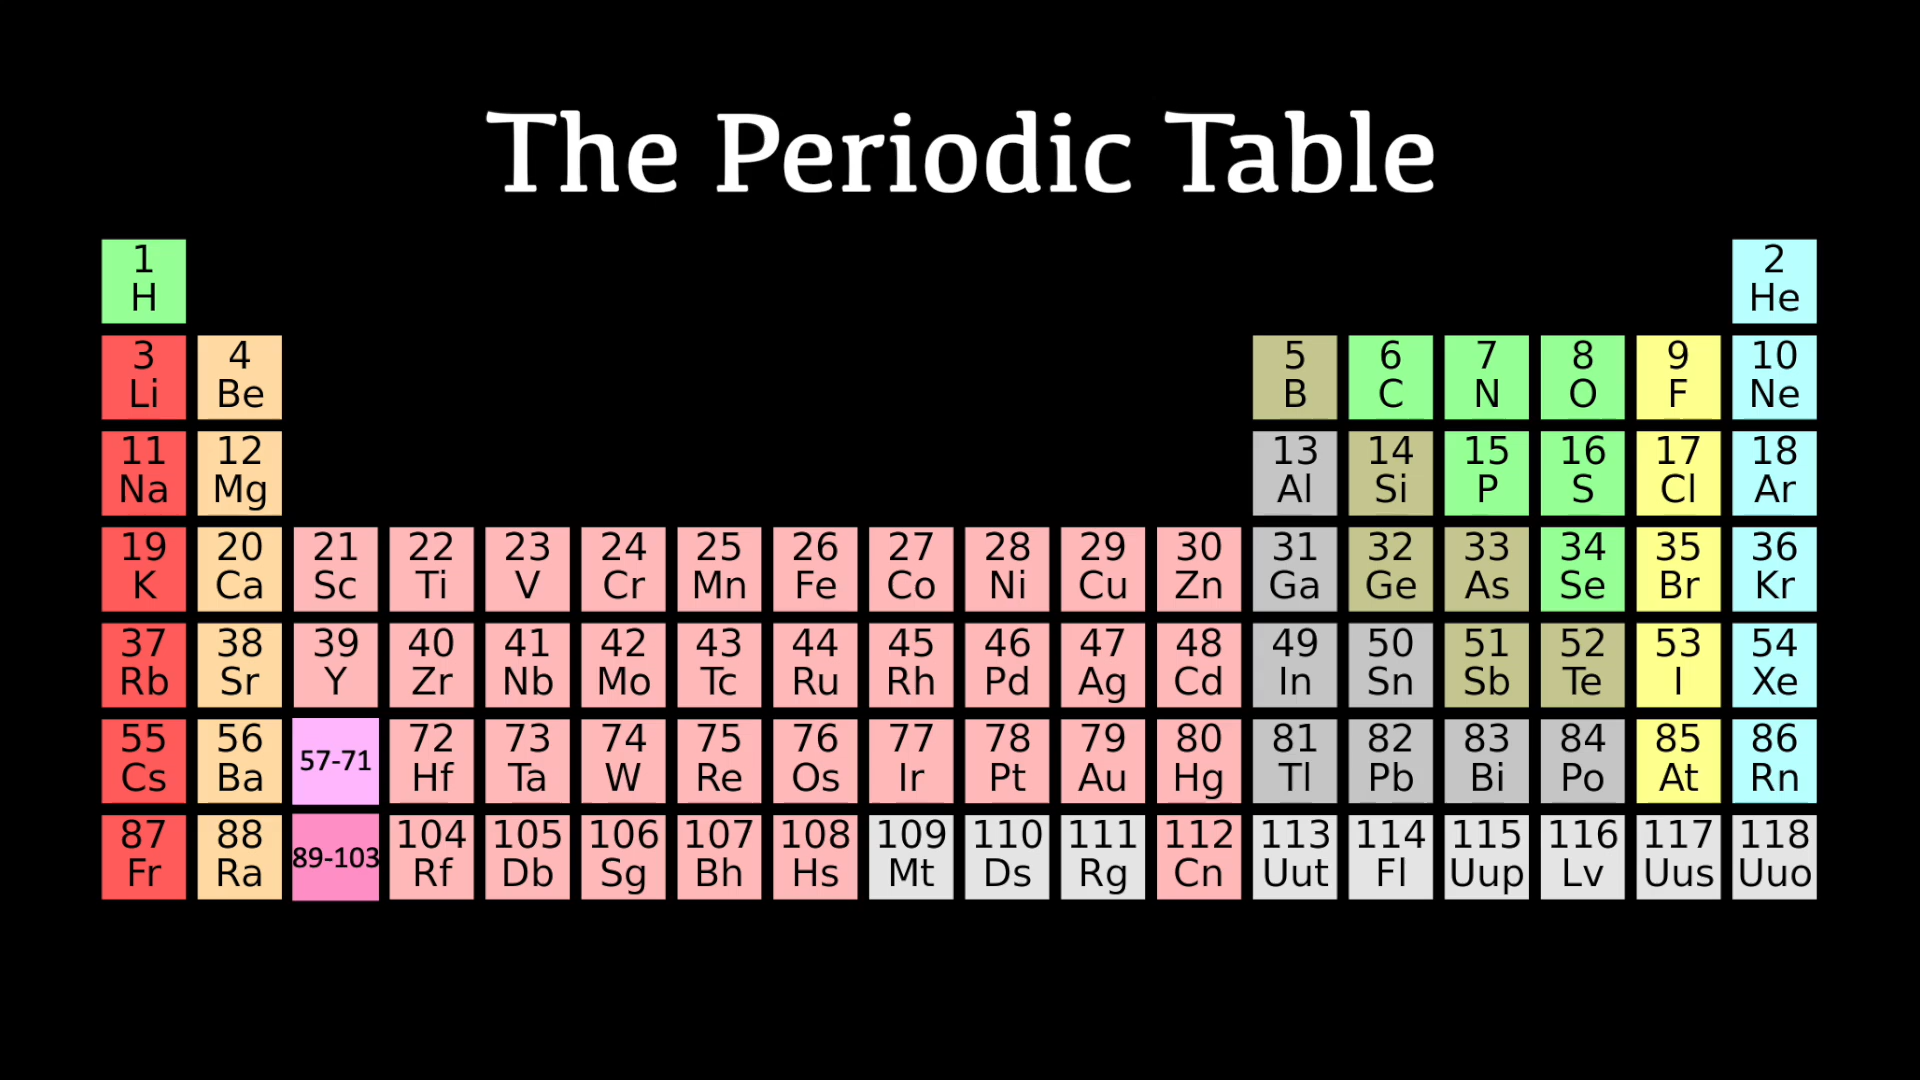 The Periodic Table
1 2
H He
3 4 5 6 7 8 9 10
Li Be B C N O F Ne
11 12 13 14 15 16 17 18
Na Mg Al Si P S Cl Ar
19 20 21 22 23 24 25 26 27 28 29 30 31 32 33 34 35 36
K Ca Sc Ti V Cr Mn Fe Co Ni Cu Zn Ga Ge As Se Br Kr
37 38 39 40 41 42 43 44 45 46 47 48 49 50 51 52 53 54
Rb Sr Y Zr Nb Mo Tc Ru Rh Pd Ag Cd In Sn Sb Te I Xe
55 56 57-71 72 73 74 75 76 77 78 79 80 81 82 83 84 85 86
Cs Ba Hf Ta W Re Os Ir Pt Au Hg Tl Pb Bi Po At Rn
87 88 89-103 104 105 106 107 108 109 110 111 112 113 114 115 116 117 118
Fr Ra Rf Db Sg Bh Hs Mt Ds Rg Cn Uut Fl Uup Lv Uus Uuo